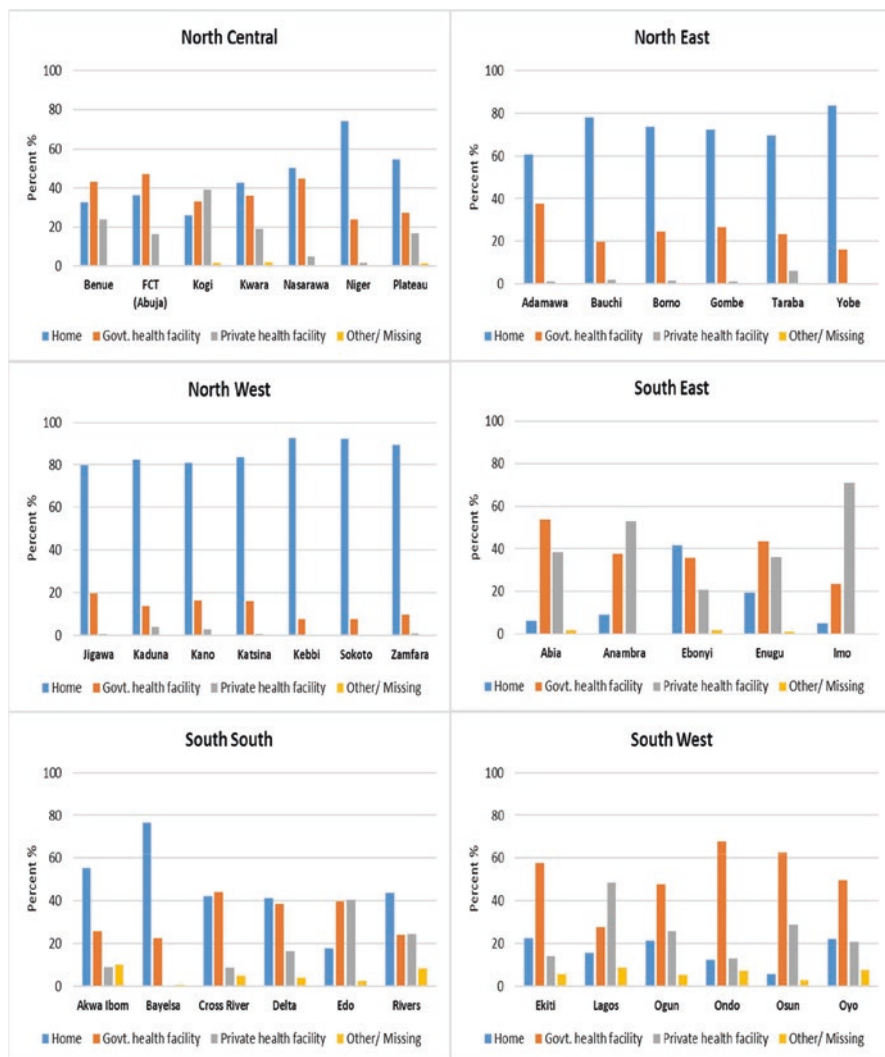 North Central
100
80
60
40
20
0
Percent %
Benue FCT (Abuja) Kogi Kwara Nasarawa Niger Plateau
Home Govt. health facility Private health facility Other/ Missing
North East
100
80
60
40
20
0
Percent %
Adamawa Bauchi Borno Gombe Taraba Yobe
Home Govt. health facility Private health facility Other/ Missing
North West
100
80
60
40
20
0
Percent %
Jigawa Kaduna Kano Katsina Kebbi Sokoto Zamfara
Home Govt. health facility Private health facility Other/ Missing
South East
100
80
60
40
20
0
percent %
Abia Anambra Ebonyi Enugu Imo
Home Govt. health facility Private health facility Other/ Missing
South South
100
80
60
40
20
0
Percent %
Akwa Ibom Bayelsa Cross River Delta Edo Rivers
Home Govt. health facility Private health facility Other/ Missing
South West
100
80
60
40
20
0
Percent %
Ekiti Lagos Ogun Ondo Osun Oyo
Home Govt. health facility Private health facility Other/ Missing